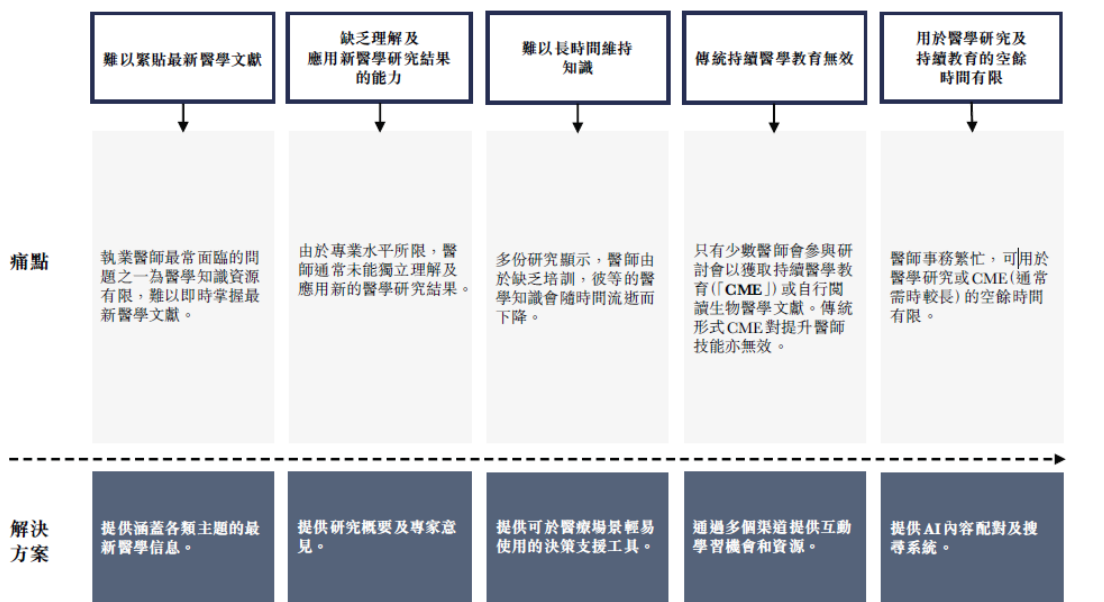 難以緊貼最新醫學文獻
缺乏理解及
應用新醫學研究結果
的能力
難以長時間維持
知識
傳統持續醫學教育無效
用於醫學研究及
持續教育的空餘
時間有限
痛點
執業醫師最常面臨的問
題之一為醫學知識資源
有限，難以即時掌握最
新醫學文獻。
由於專業水平所限，醫
師通常未能獨立理解及
應用新的醫學研究結果。
多份研究顯示，醫師由
於缺乏培訓，彼等的醫
學知識會隨時間流逝而
下降。
只有少數醫師會參與研
討會以獲取持續醫學教
育(「CME」) 或自行閱
讀生物醫學文獻。傳統
形式CME對提升醫師
技能亦無效。
醫師事務繁忙，可用於
醫學研究或CME(通常
需時較長) 的空餘時間
有限。
解決
方案
提供涵蓋各類主題的最
新醫學信息。
提供研究概要及專家意
見。
提供可於醫療場景輕易
使用的決策支援工具。
通過多個渠道提供互動
學習機會和資源。
提供AI內容配對及搜
尋系統。